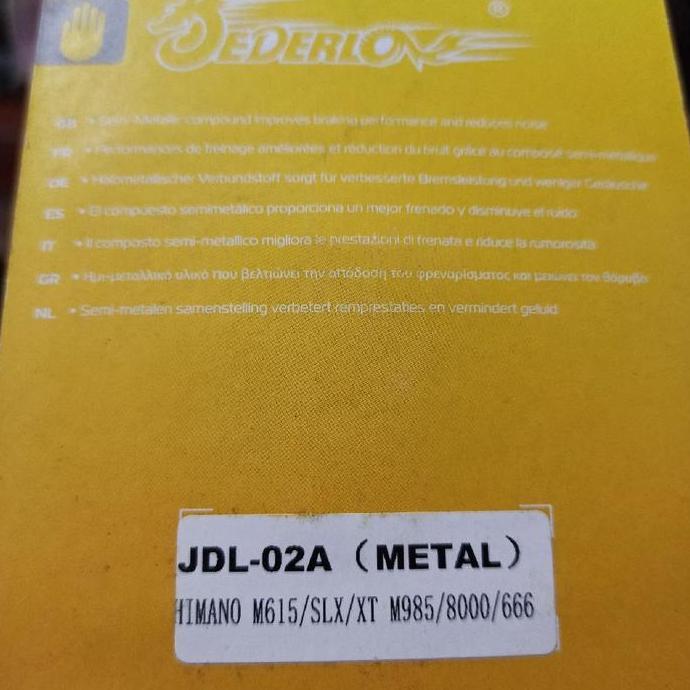 JEDERLO ®
GB • Semi-Metallic compound improves braking performance and reduces noise
FR • Performances de freinage améliorées et réduction du bruit grâce au composé semi-métallique
DE • Halbmetallischer Verbundstoff sorgt für verbesserte Bremsleistung und weniger Geräusche
ES • El compuesto semimetálico proporciona un mejor frenado y disminuye el ruido
IT • Il composto semi-metallico migliora le prestazioni di frenata e riduce la rumorosità
GR • Ημι-μεταλλικό υλικό που βελτιώνει την απόδοση του φρεναρίσματος και μειώνει τον θόρυβο
NL • Semi-metalen samenstelling verbetert remprestaties en vermindert geluid
JDL-02A（METAL）
HIMANO M615/SLX/XT M985/8000/666